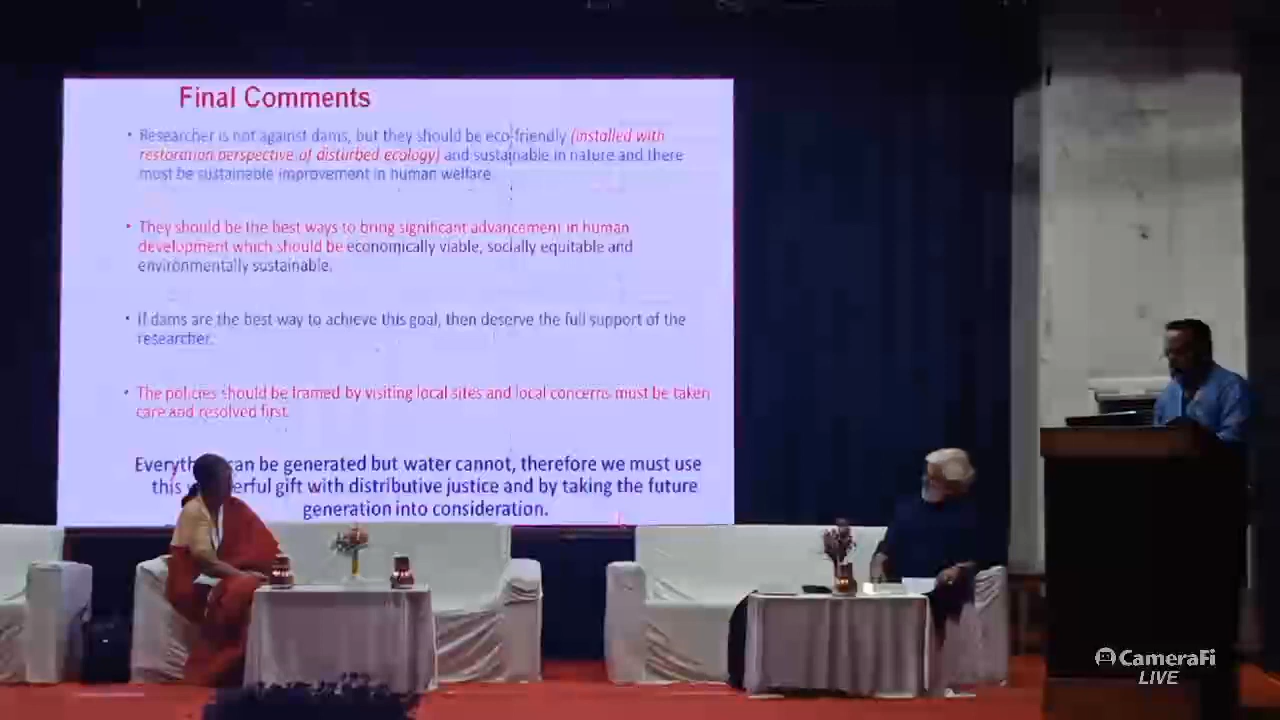 Final Comments
• Researcher is not against dams, but they should be eco-friendly (installed with
restoration perspective of disturbed ecology) and sustainable in nature and there
must be sustainable improvement in human welfare.
• They should be the best ways to bring significant advancement in human
development which should be economically viable, socially equitable and
environmentally sustainable.
• If dams are the best way to achieve this goal, then deserve the full support of the
researcher.
• The policies should be framed by visiting local sites and local concerns must be taken
care and resolved first.
can be generated but water cannot, therefore we must use
this gift with distributive justice and by taking the future
generation into consideration.
CameraFi
LIVE